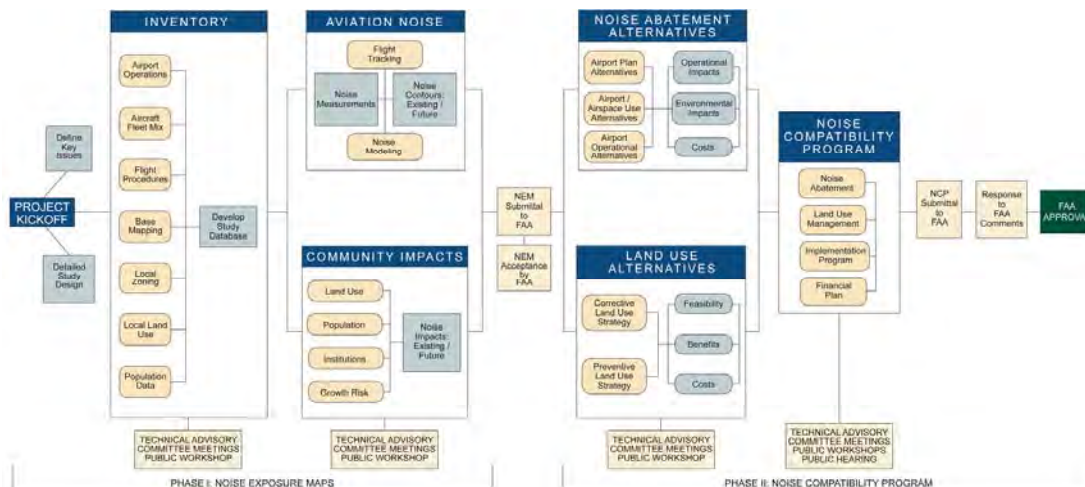 INVENTORY
Airport
Operations
Aircraft
Fleet Mix
Flight
Procedures
Base
Mapping
Local
Zoning
Local Land
Use
Population
Data
Define
Key
Issues
PROJECT
KICKOFF
Detailed
Study
Design
Develop
Study
Database
TECHNICAL ADVISORY
COMMITTEE MEETINGS
PUBLIC WORKSHOP
AVIATION NOISE
Flight
Tracking
Noise
Measurements
Noise
Contours:
Existing /
Future
Noise
Modeling
COMMUNITY IMPACTS
Land Use
Population
Institutions
Growth Risk
Noise
Impacts:
Existing /
Future
TECHNICAL ADVISORY
COMMITTEE MEETINGS
PUBLIC WORKSHOP
NEM
Submittal
to
FAA
NEM
Acceptance
by
FAA
NOISE ABATEMENT
ALTERNATIVES
Airport Plan
Alternatives
Airport /
Airspace Use
Alternatives
Airport
Operational
Alternatives
Operational
Impacts
Environmental
Impacts
Costs
LAND USE
ALTERNATIVES
Corrective
Land Use
Strategy
Preventive
Land Use
Strategy
Feasibility
Benefits
Costs
TECHNICAL ADVISORY
COMMITTEE MEETINGS
PUBLIC WORKSHOP
NOISE
COMPATIBILITY
PROGRAM
Noise
Abatement
Land Use
Management
Implementation
Program
Financial
Plan
TECHNICAL ADVISORY
COMMITTEE MEETINGS
PUBLIC WORKSHOPS
PUBLIC HEARING
NCP
Submittal
to
FAA
Response
to
FAA
Comments
FAA
APPROVAL
PHASE I: NOISE EXPOSURE MAPS
PHASE II: NOISE COMPATIBILITY PROGRAM